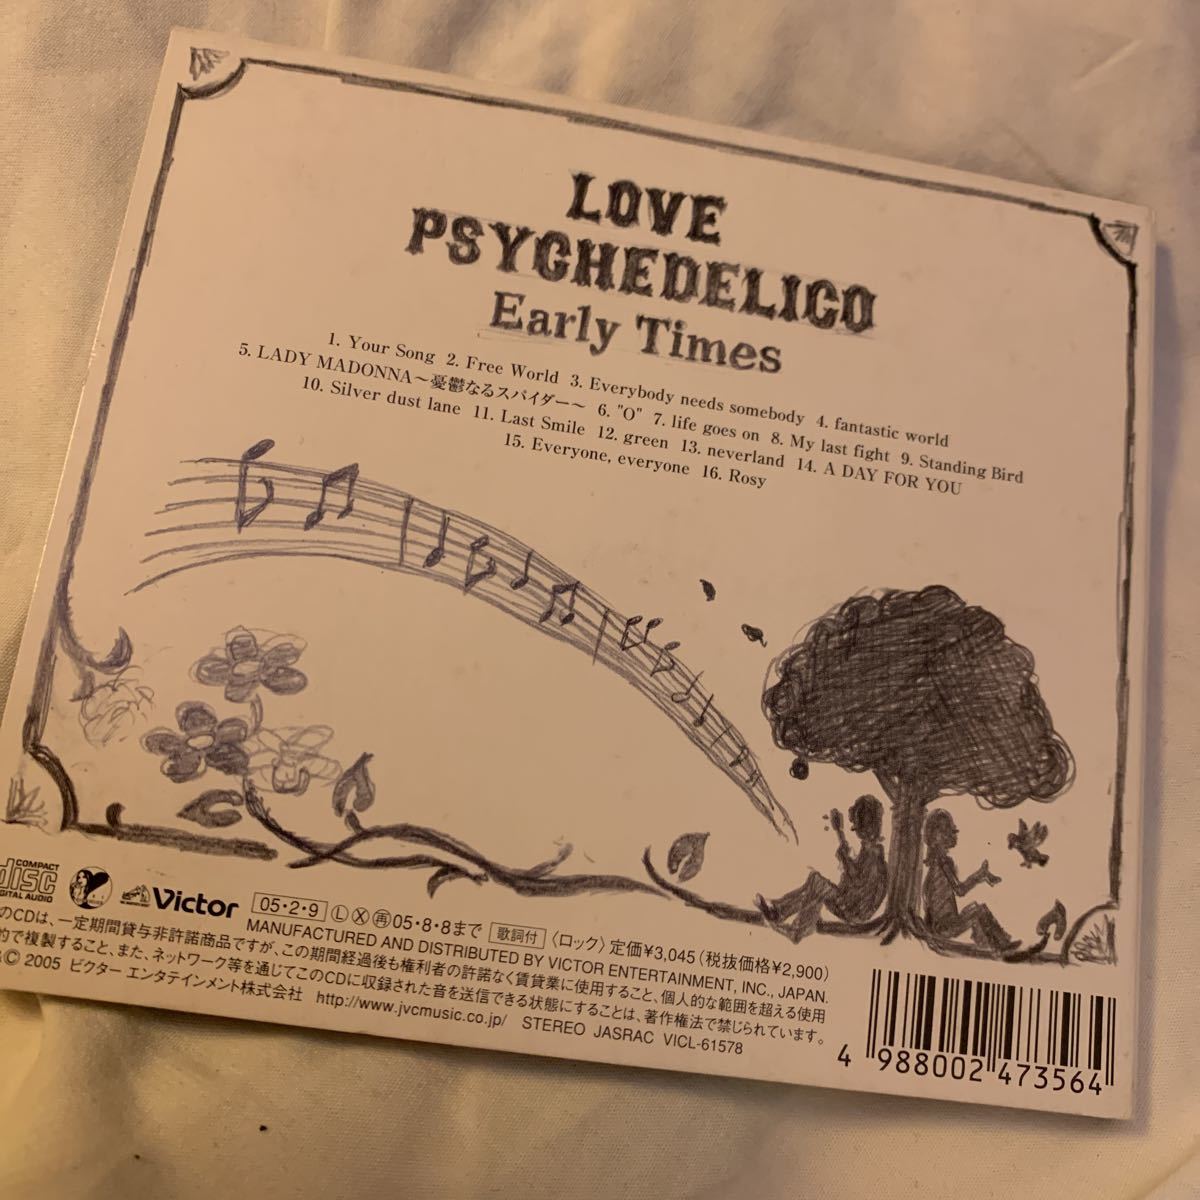 LOVE
PSYCHEDELICO
Early Times
1. Your Song 2. Free World 3. Everybody needs somebody 4. fantastic world
5. LADY MADONNA～憂鬱なるスパイダー～ 6. "O" 7. life goes on 8. My last fight 9. Standing Bird
10. Silver dust lane 11. Last Smile 12. green 13. neverland 14. A DAY FOR YOU
15. Everyone, everyone 16. Rosy
COMPACT
disc
DIGITAL AUDIO
Victor 05・2・9 Ⓛ Ⓧ ㊂05・8・8まで 歌詞付 〈ロック〉定価¥3,045(税抜価格¥2,900)
MANUFACTURED AND DISTRIBUTED BY VICTOR ENTERTAINMENT, INC., JAPAN.
のCDは、一定期間貸与非許諾商品ですが、この期間経過後も権利者の許諾なく賃貸業に使用すること、個人的な範囲を超える使用
的で複製すること、また、ネットワーク等を通じてこのCDに収録された音を送信できる状態にすることは、著作権法で禁じられています。
© 2005 ビクター エンタテインメント株式会社 http://www.jvcmusic.co.jp/ STEREO JASRAC VICL-61578
4 988002 473564